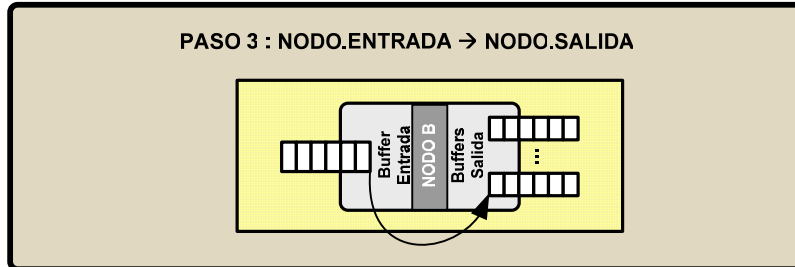 PASO 3 : NODO.ENTRADA → NODO.SALIDA
Buffer
Entrada
NODO B
Buffers
Salida
...